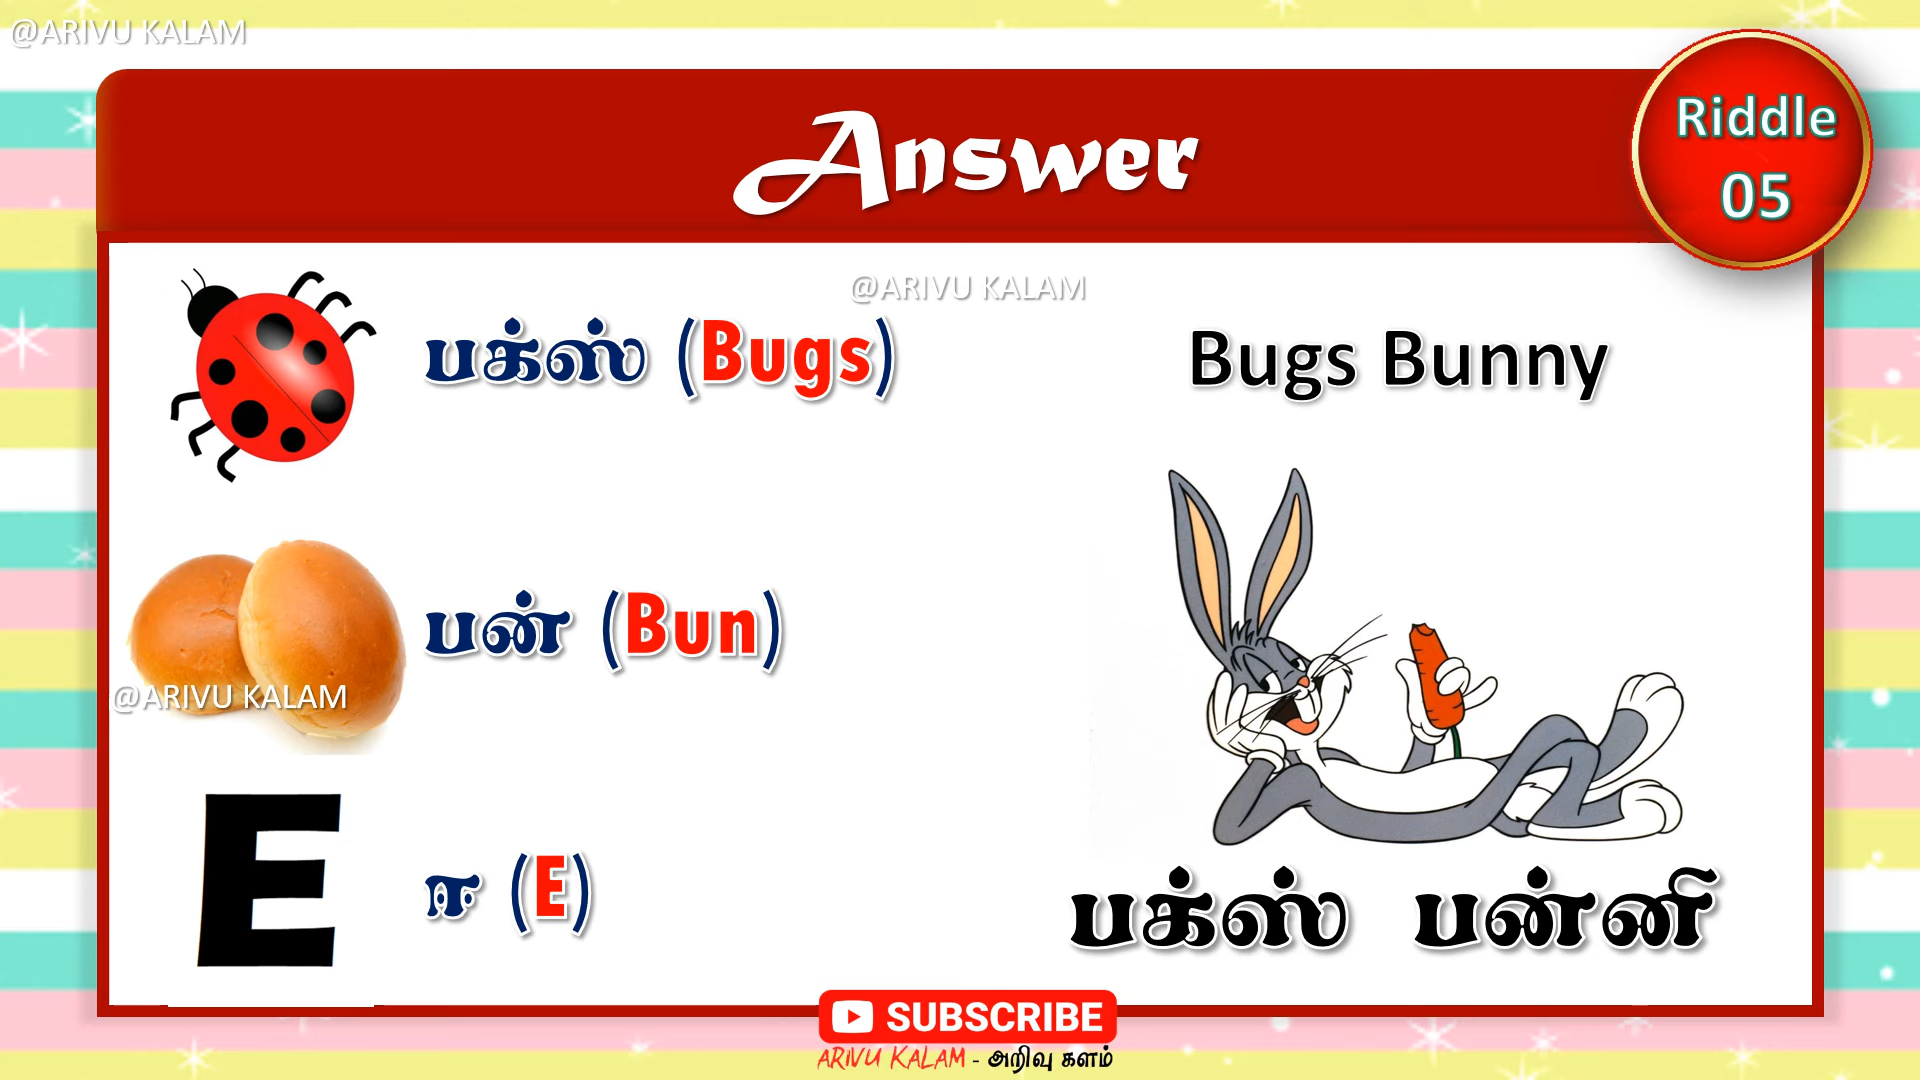 @ARIVU KALAM
Answer
Riddle
05
@ARIVU KALAM
பக்ஸ் (Bugs)
Bugs Bunny
பன் (Bun)
@ARIVU KALAM
E
ஈ (E)
பக்ஸ் பன்னி
SUBSCRIBE
ARIVU KALAM - அறிவு களம்